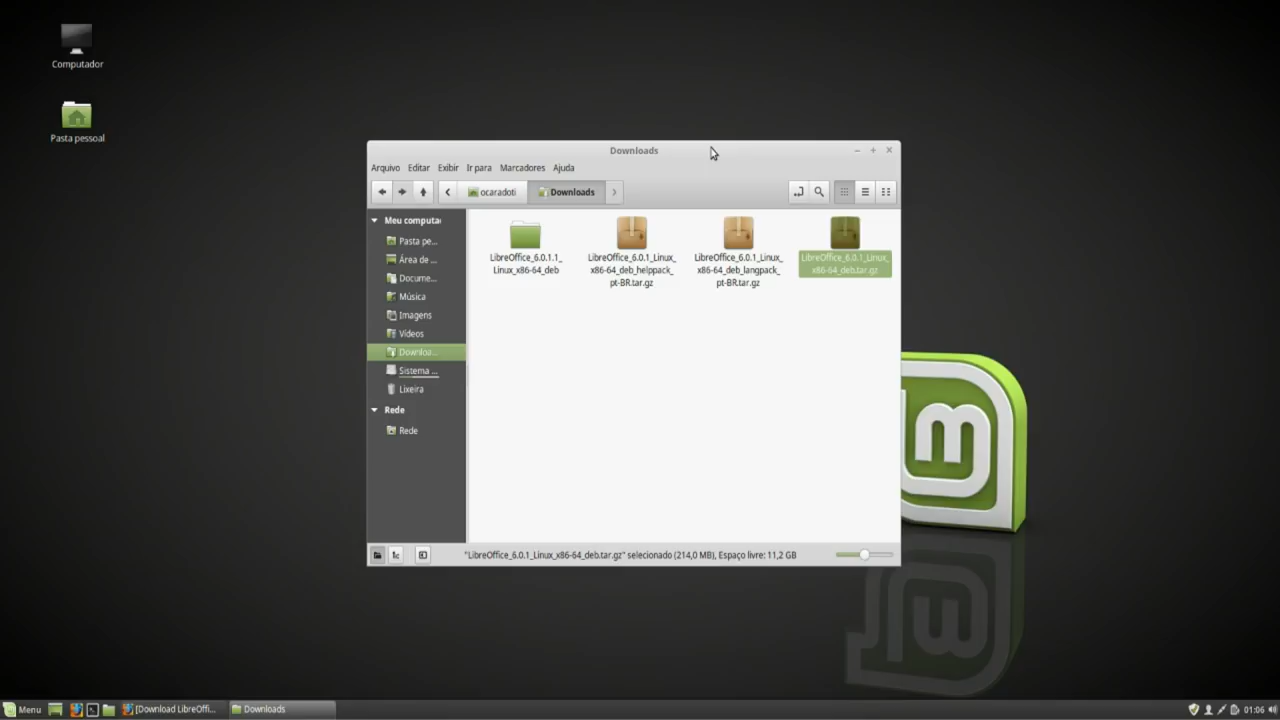 Computador
Pasta pessoal
Downloads
Arquivo Editar Exibir Ir para Marcadores Ajuda
ocaradoti Downloads
Meu computa
Pasta pe...
Área de ...
Docume...
Música
Imagens
Vídeos
Downloa...
Sistema ...
Lixeira
Rede
Rede
LibreOffice_6.0.1.1_
Linux_x86-64_deb
LibreOffice_6.0.1_Linux_
x86-64_deb_helppack_
pt-BR.tar.gz
LibreOffice_6.0.1_Linux_
x86-64_deb_langpack_
pt-BR.tar.gz
LibreOffice_6.0.1_Linux_
x86-64_deb.tar.gz
"LibreOffice_6.0.1_Linux_x86-64_deb.tar.gz" selecionado (214,0 MB), Espaço livre: 11,2 GB
Menu [Download LibreOffi... Downloads 01:06